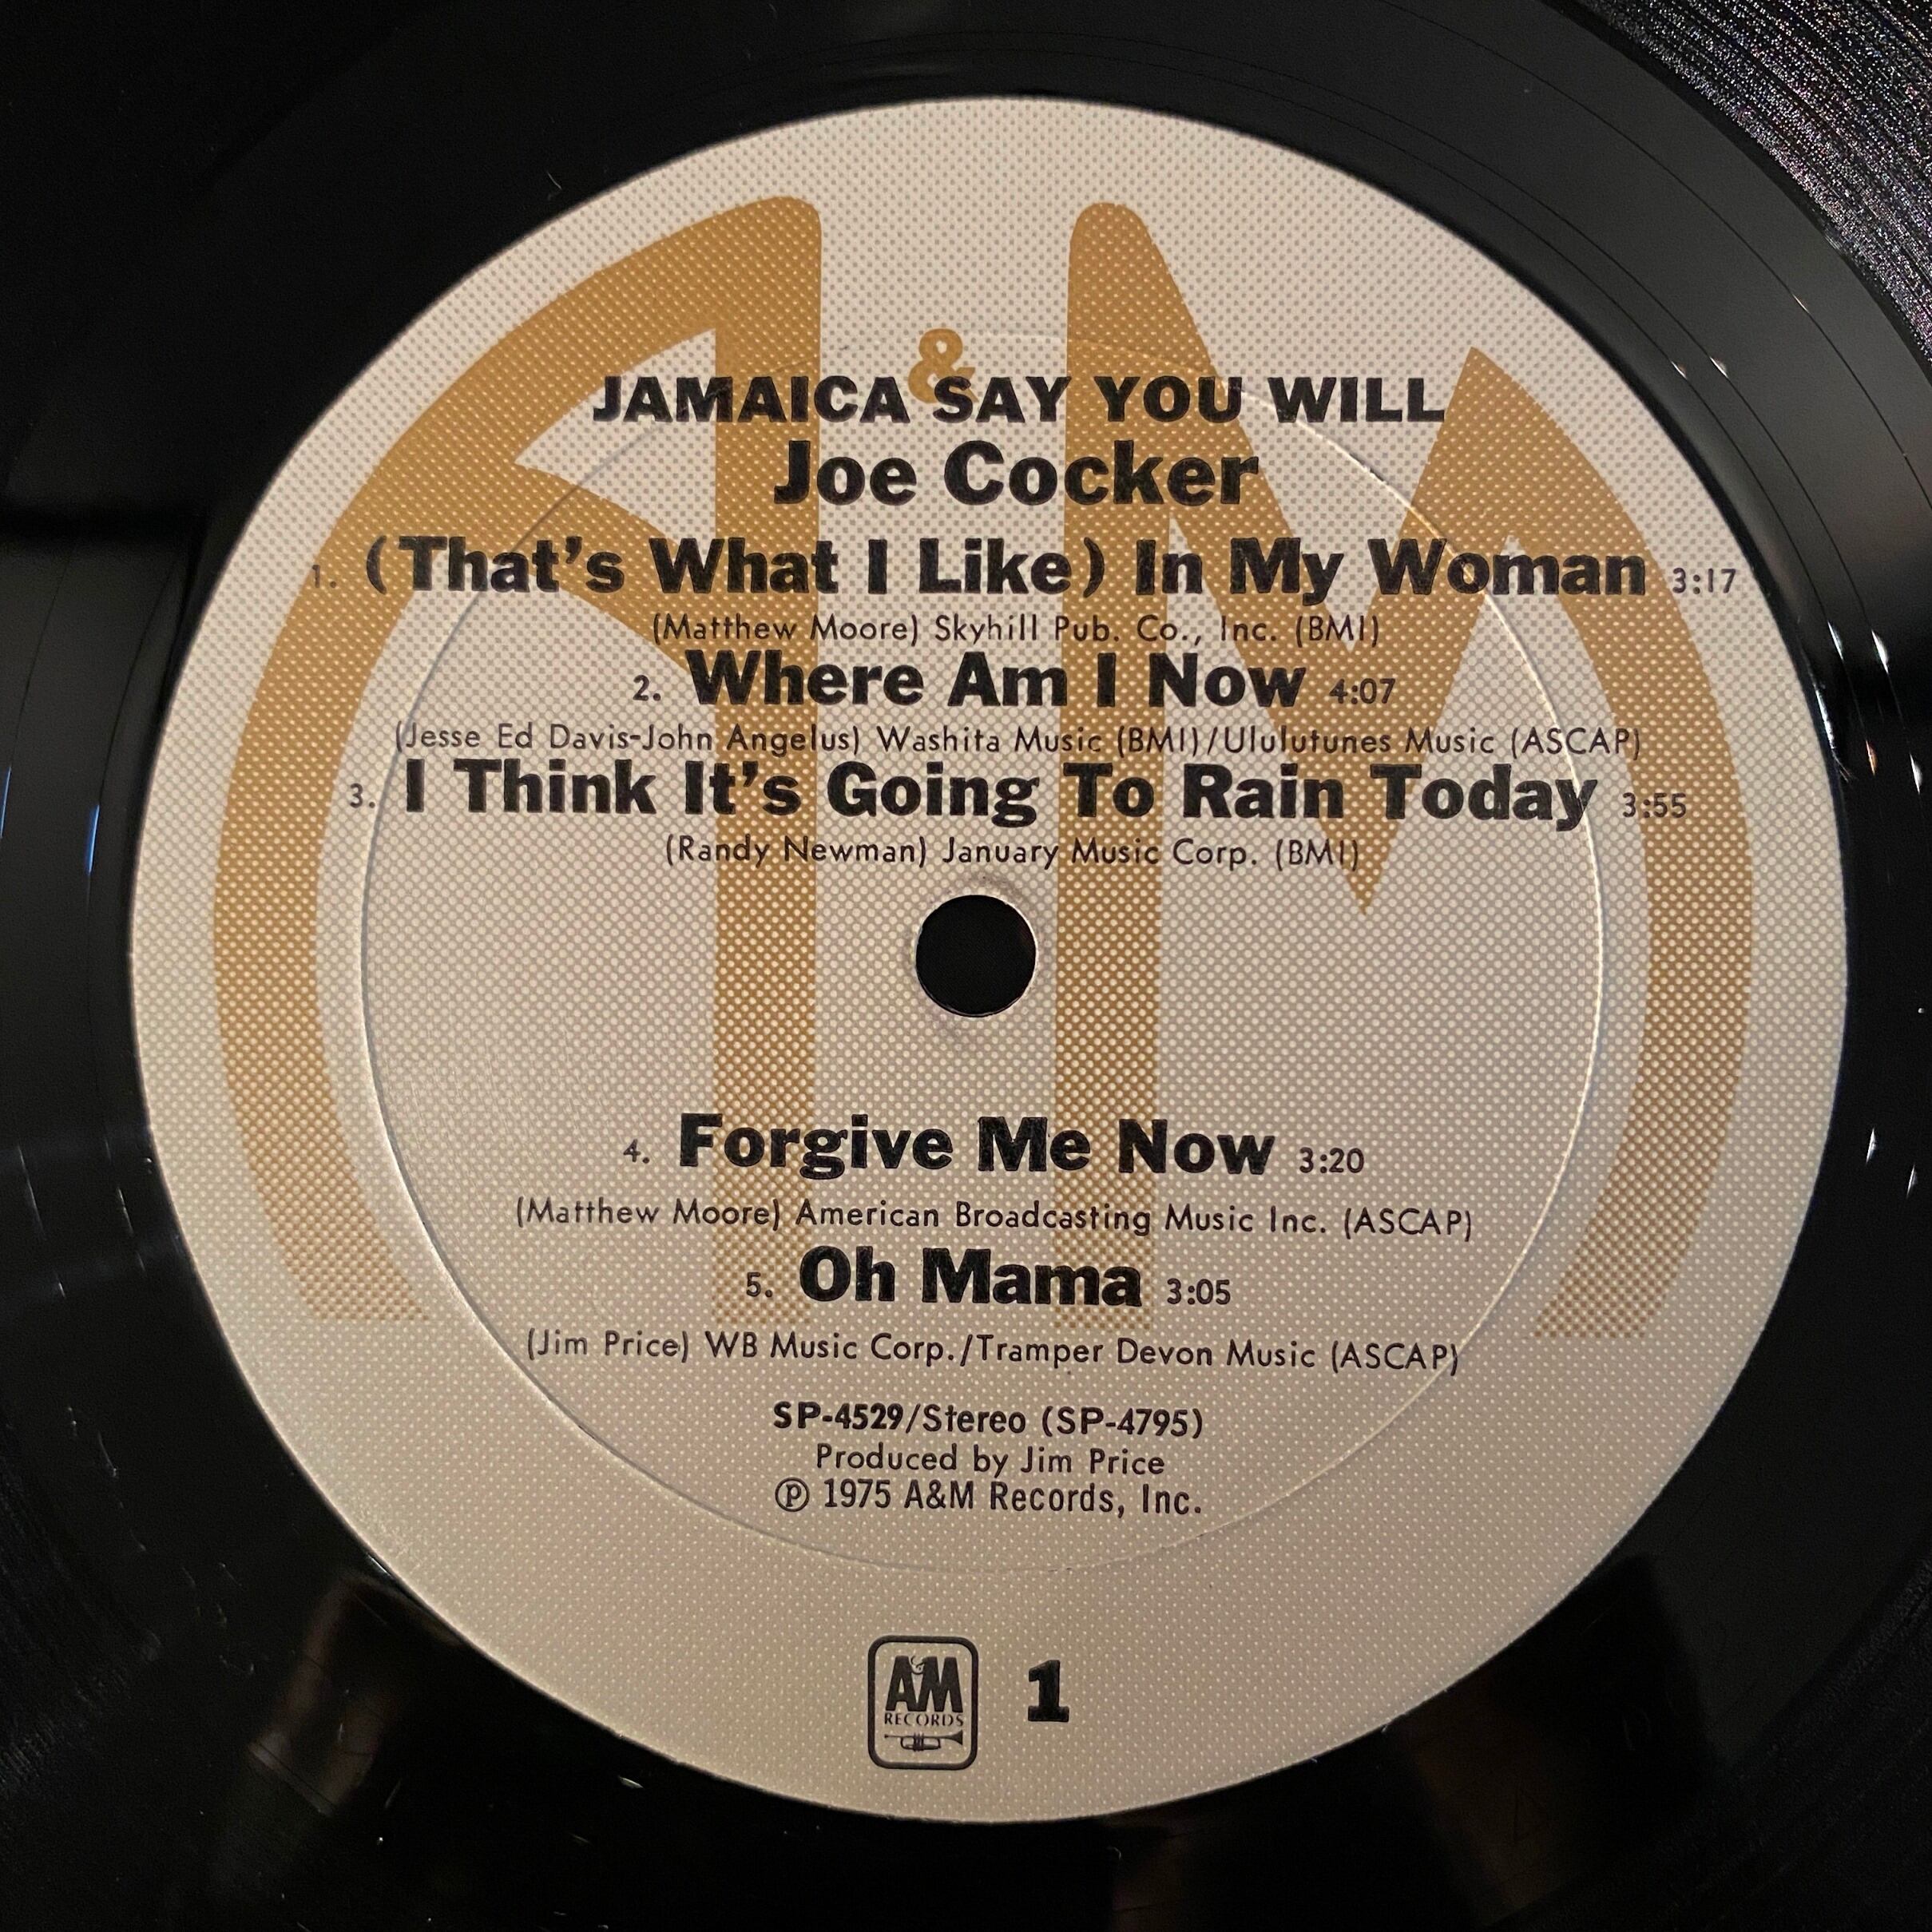 A&M
JAMAICA SAY YOU WILL
Joe Cocker
1. (That's What I Like) In My Woman 3:17
(Matthew Moore) Skyhill Pub. Co., Inc. (BMI)
2. Where Am I Now 4:07
(Jesse Ed Davis-John Angelus) Washita Music (BMI)/Ululutunes Music (ASCAP)
3. I Think It's Going To Rain Today 3:55
(Randy Newman) January Music Corp. (BMI)
4. Forgive Me Now 3:20
(Matthew Moore) American Broadcasting Music Inc. (ASCAP)
5. Oh Mama 3:05
(Jim Price) WB Music Corp./Tramper Devon Music (ASCAP)
SP-4529/Stereo (SP-4795)
Produced by Jim Price
℗ 1975 A&M Records, Inc.
A&M
RECORDS
1